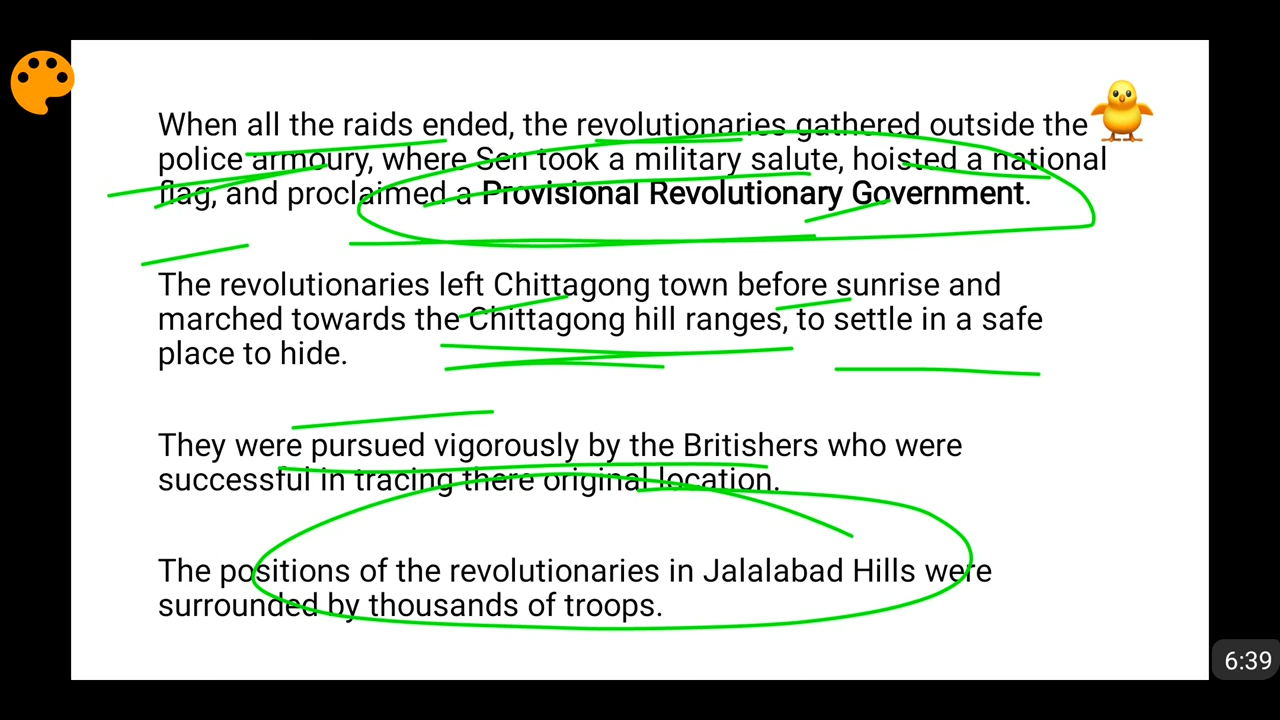 When all the raids ended, the revolutionaries gathered outside the
police armoury, where Sen took a military salute, hoisted a national
flag, and proclaimed a Provisional Revolutionary Government.
The revolutionaries left Chittagong town before sunrise and
marched towards the Chittagong hill ranges, to settle in a safe
place to hide.
They were pursued vigorously by the Britishers who were
successful in tracing there original location.
The positions of the revolutionaries in Jalalabad Hills were
surrounded by thousands of troops.
6:39